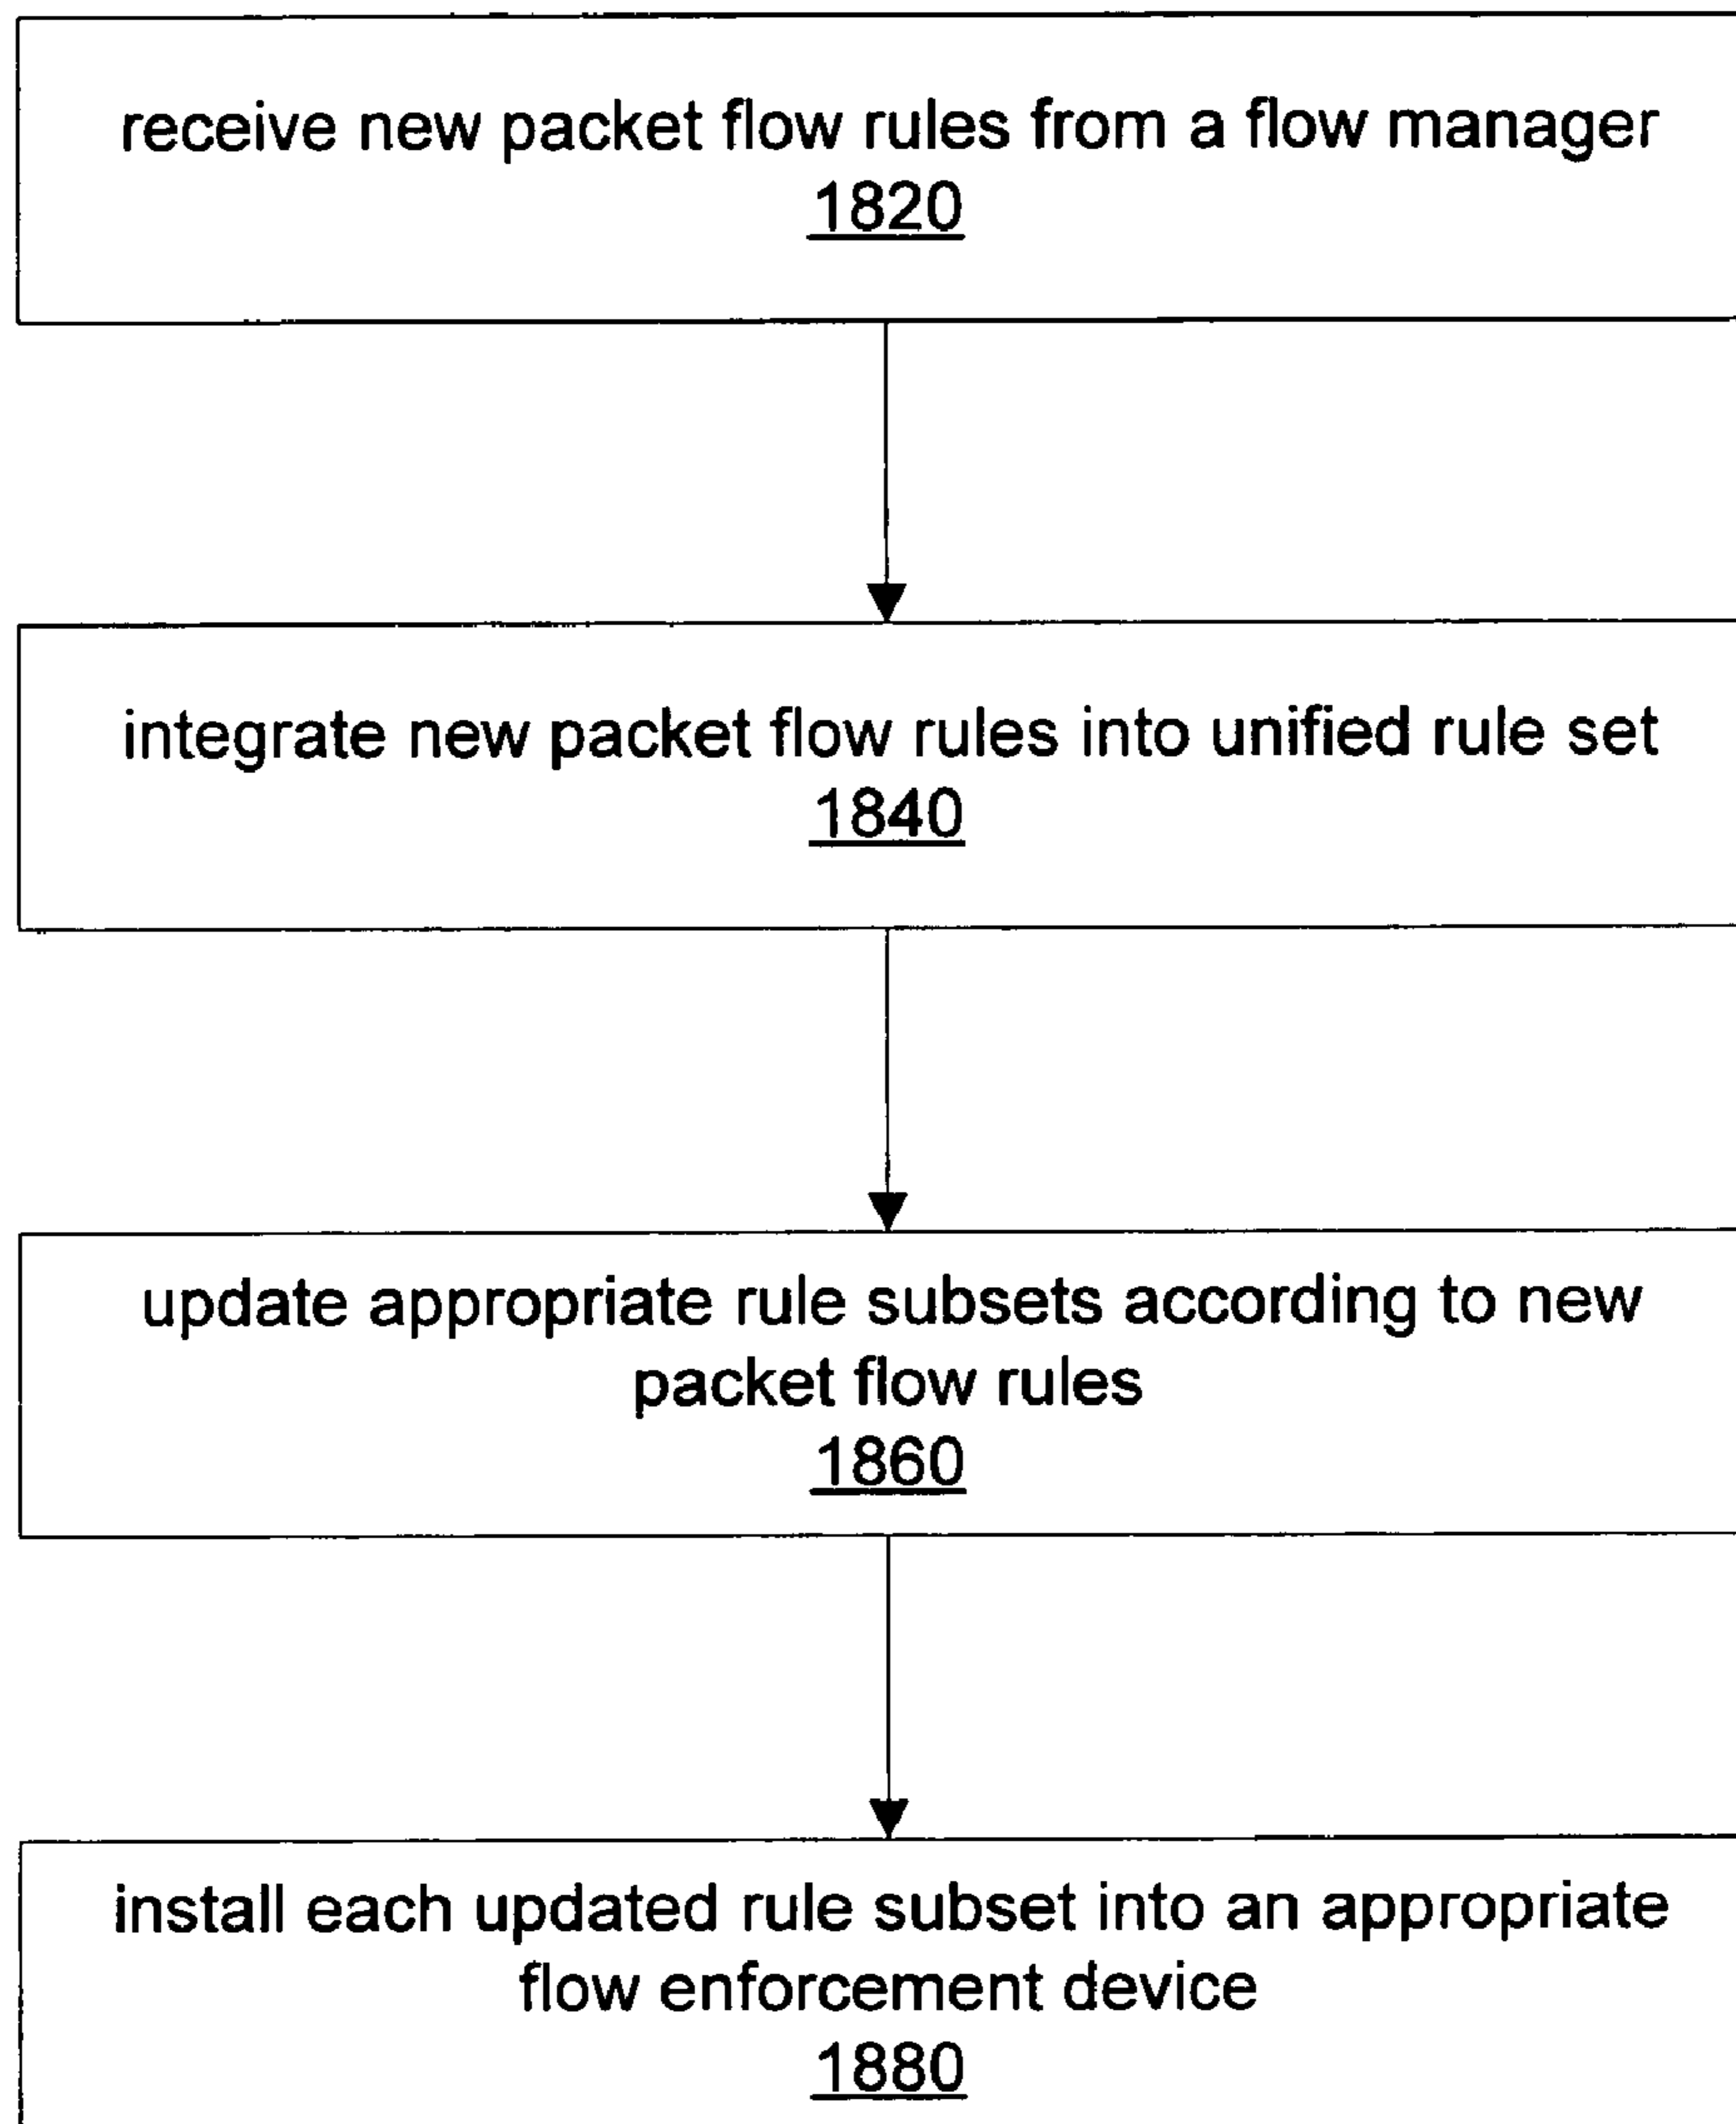 receive new packet flow rules from a flow manager
1820
integrate new packet flow rules into unified rule set
1840
update appropriate rule subsets according to new
packet flow rules
1860
install each updated rule subset into an appropriate
flow enforcement device
1880